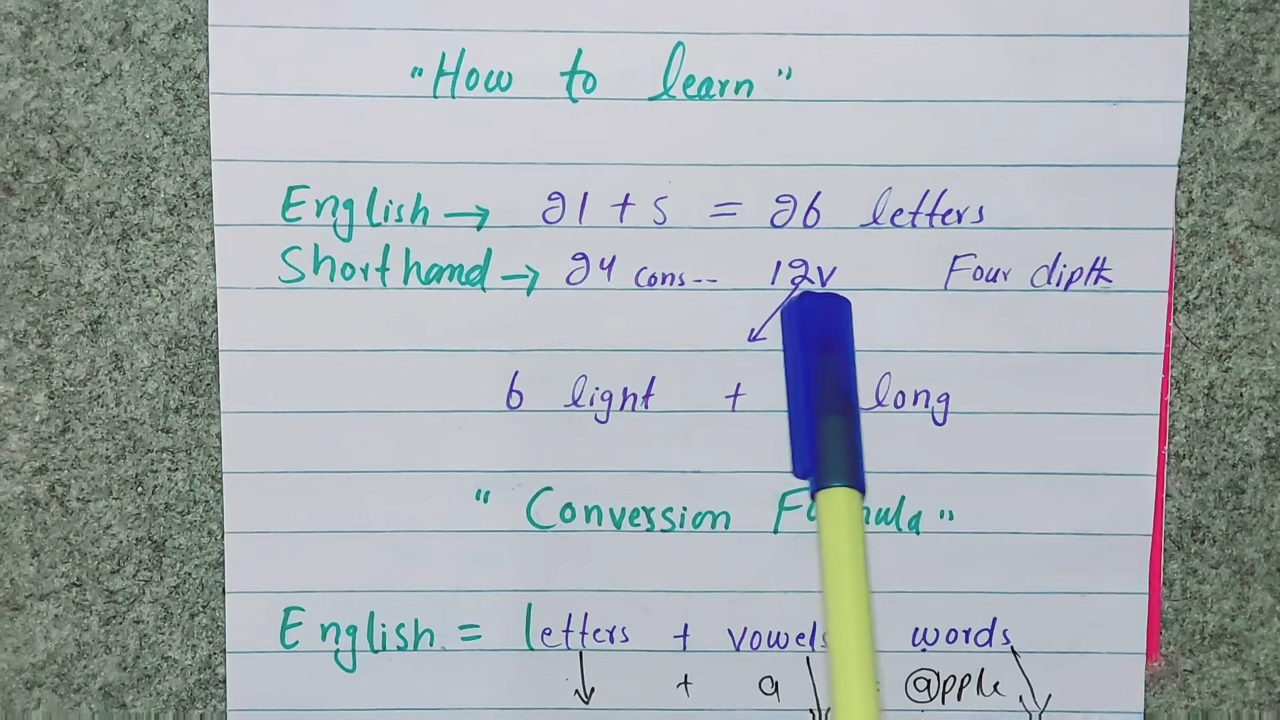 "How to learn"
English → 21 + 5 = 26 letters
Shorthand → 24 cons-- 12v Four dipth
6 light + long
"Conversion
English = letters + vowels words
+ a @pple